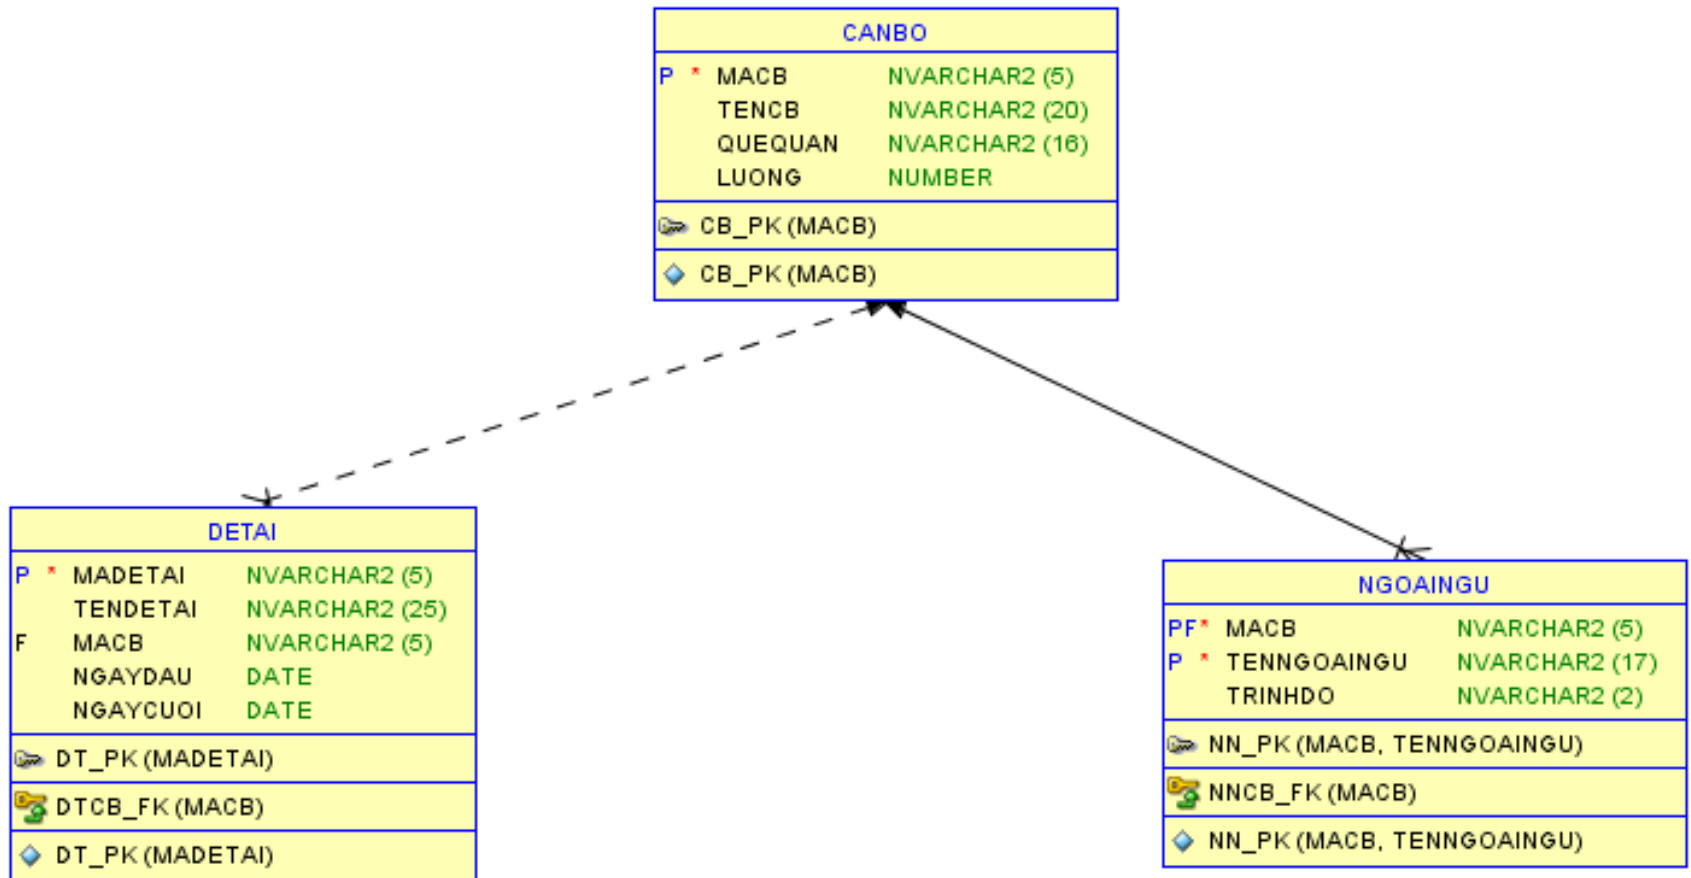 CANBO
P * MACB NVARCHAR2 (5)
TENCB NVARCHAR2 (20)
QUEQUAN NVARCHAR2 (16)
LUONG NUMBER
CB_PK (MACB)
CB_PK (MACB)
DETAI
P * MADETAI NVARCHAR2 (5)
TENDETAI NVARCHAR2 (25)
F MACB NVARCHAR2 (5)
NGAYDAU DATE
NGAYCUOI DATE
DT_PK (MADETAI)
DTCB_FK (MACB)
DT_PK (MADETAI)
NGOAINGU
PF* MACB NVARCHAR2 (5)
P * TENNGOAINGU NVARCHAR2 (17)
TRINHDO NVARCHAR2 (2)
NN_PK (MACB, TENNGOAINGU)
NNCB_FK (MACB)
NN_PK (MACB, TENNGOAINGU)